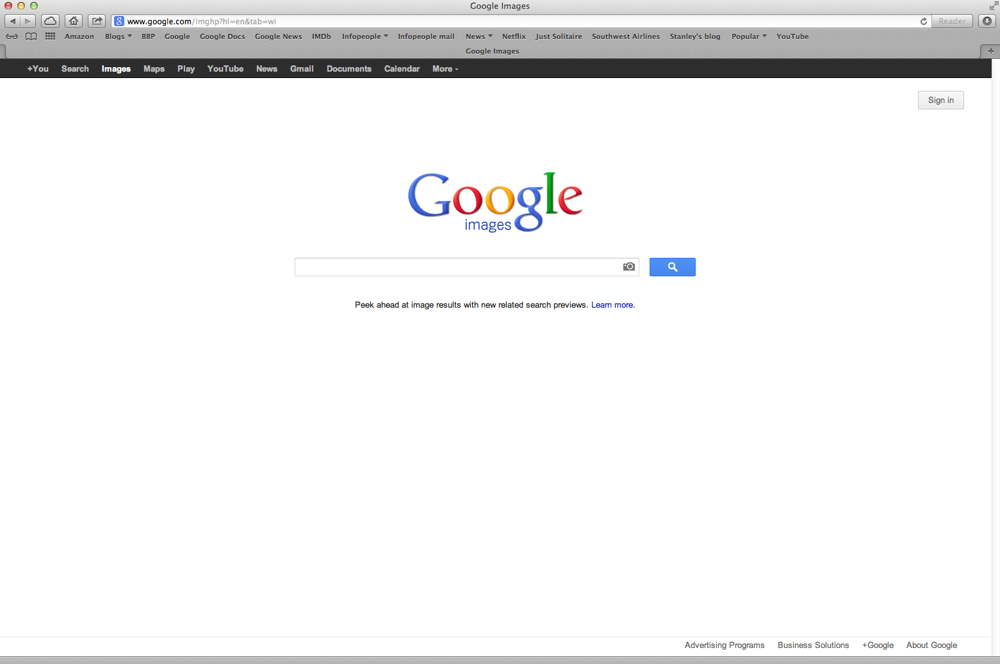 Google Images
www.google.com/imghp?hl=en&tab=wi
Reader
Amazon Blogs BBP Google Google Docs Google News IMDb Infopeople Infopeople mail News Netflix Just Solitaire Southwest Airlines Stanley's blog Popular YouTube
Google Images
+You Search Images Maps Play YouTube News Gmail Documents Calendar More
Sign in
Google
images
Peek ahead at image results with new related search previews. Learn more.
Advertising Programs Business Solutions +Google About Google